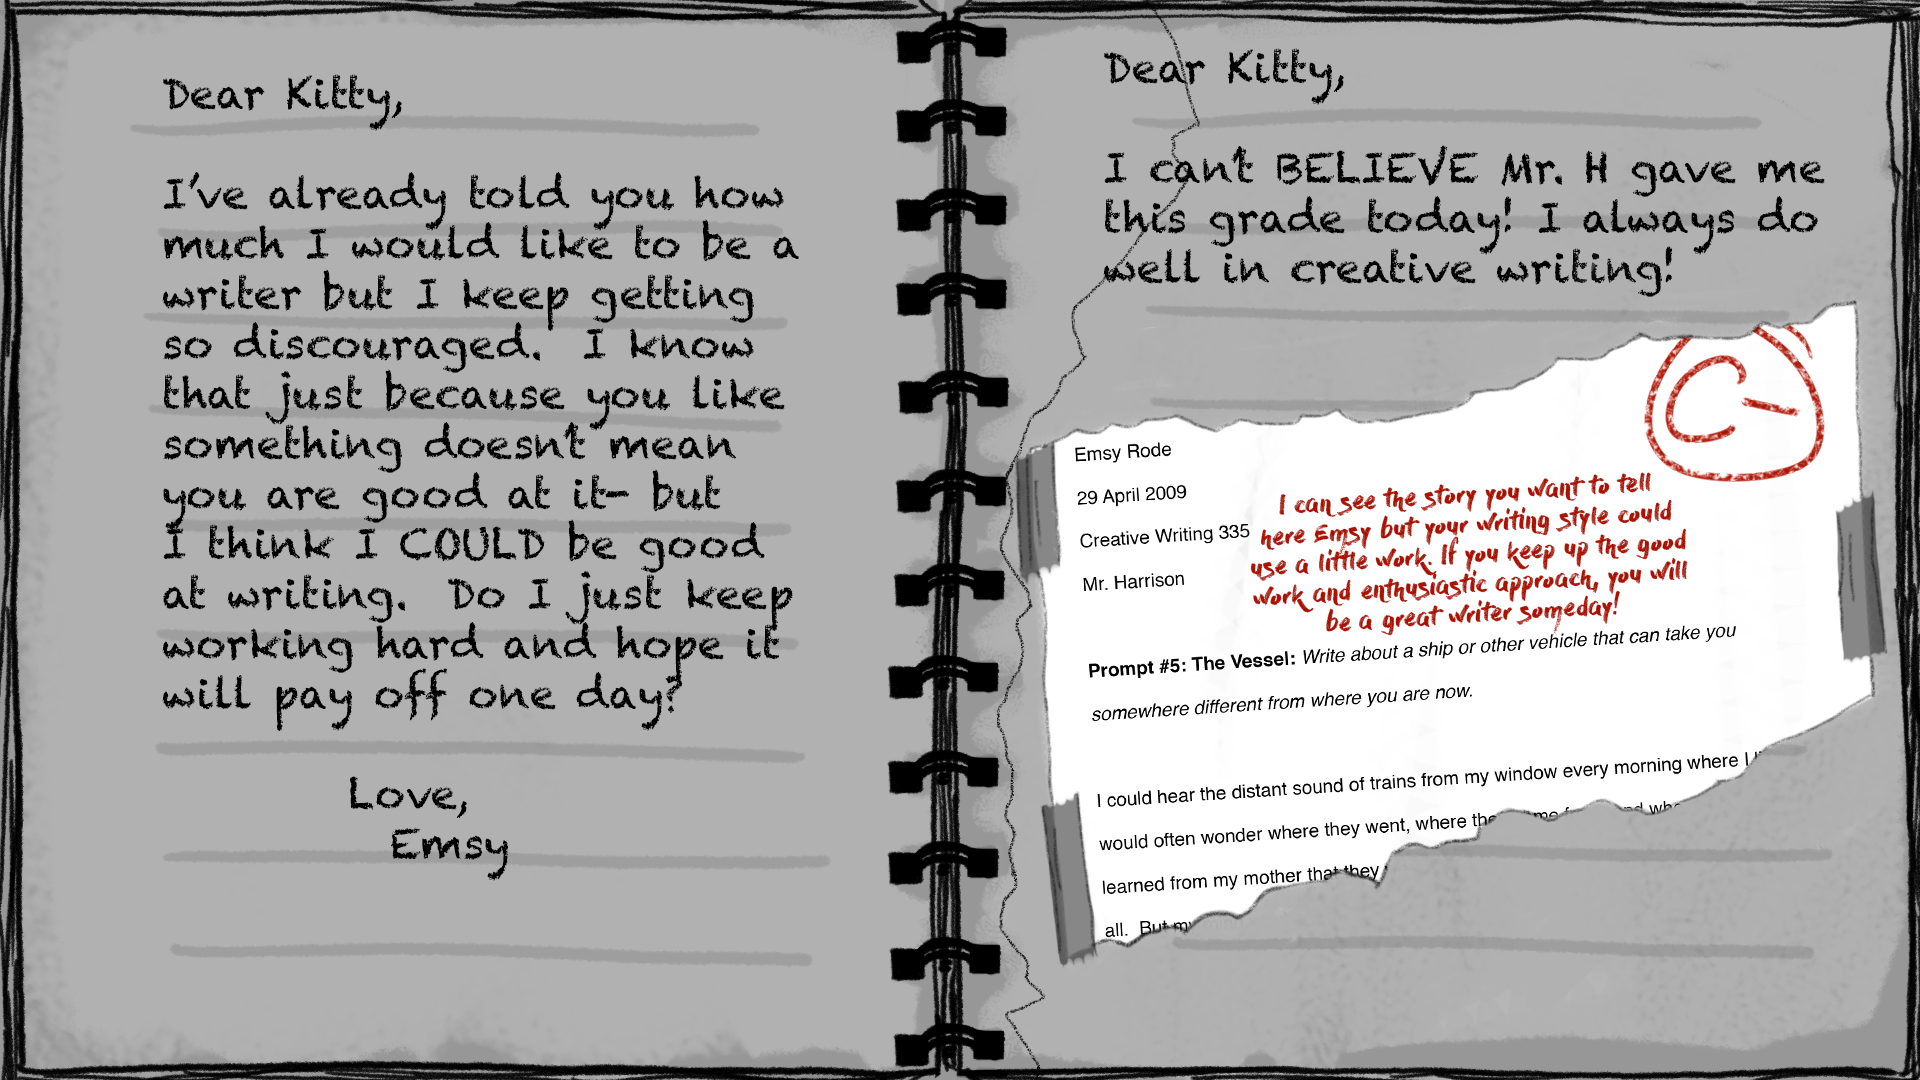 Dear Kitty,
I've already told you how
much I would like to be a
writer but I keep getting
so discouraged. I know
that just because you like
something doesn't mean
you are good at it- but
I think I COULD be good
at writing. Do I just keep
working hard and hope it
will pay off one day?
Love,
Emsy
Dear Kitty,
I can't BELIEVE Mr. H gave me
this grade today! I always do
well in creative writing!
C-
Emsy Rode
29 April 2009
Creative Writing 335
Mr. Harrison
I can see the story you want to tell
here Emsy but your writing style could
use a little work. If you keep up the good
work and enthusiastic approach, you will
be a great writer someday!
Prompt #5: The Vessel: Write about a ship or other vehicle that can take you
somewhere different from where you are now.
I could hear the distant sound of trains from my window every morning where I
would often wonder where they went, where
learned from my mother that they
all. But my